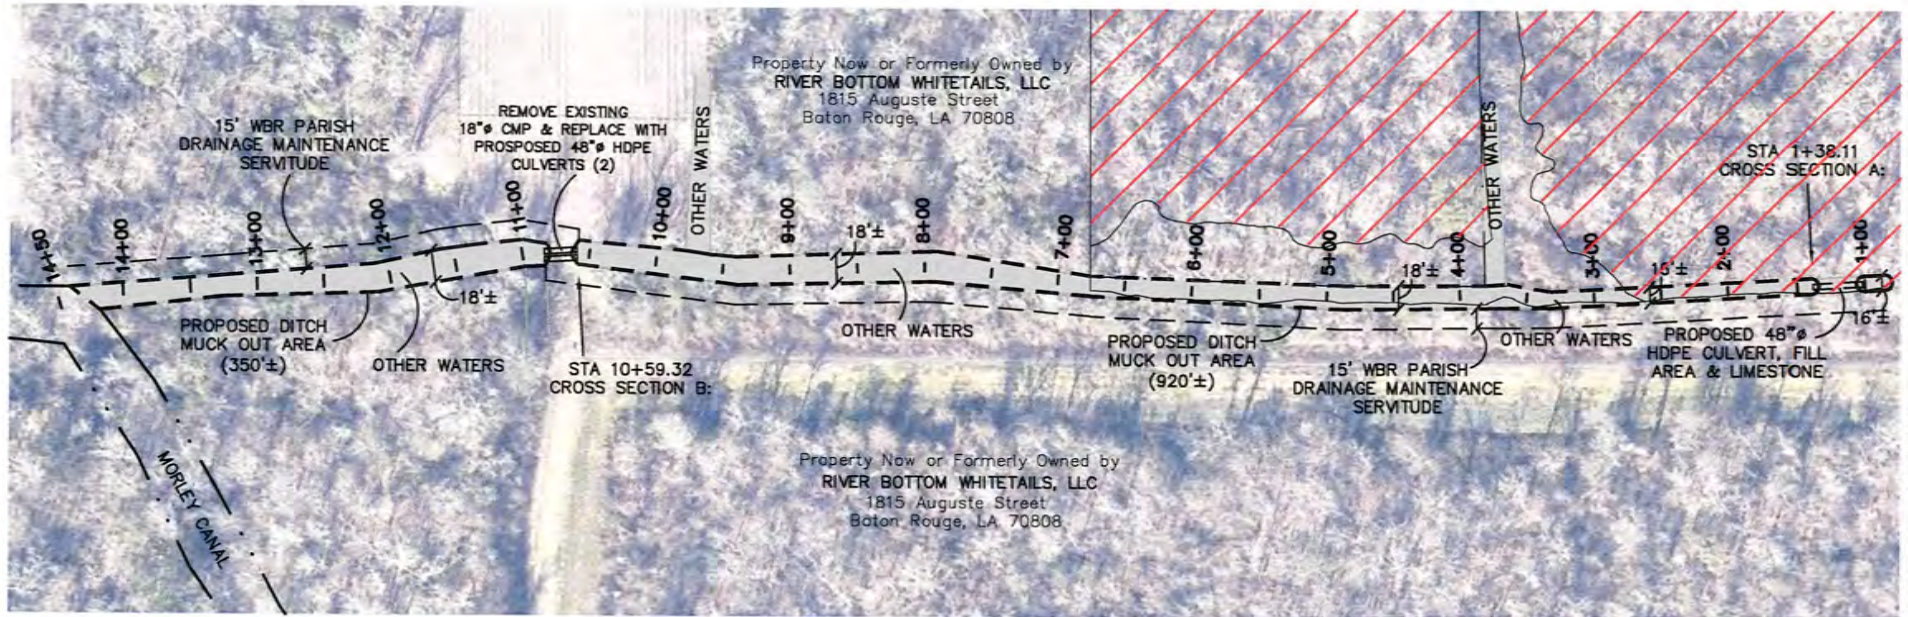 Property Now or Formerly Owned by
RIVER BOTTOM WHITETAILS, LLC
1815 Auguste Street
Baton Rouge, LA 70808
15' WBR PARISH
DRAINAGE MAINTENANCE
SERVITUDE
REMOVE EXISTING
18"ø CMP & REPLACE WITH
PROSPOSED 48"ø HDPE
CULVERTS (2)
OTHER WATERS
OTHER WATERS
STA 1+38.11
CROSS SECTION A:
14+50
14+00
13+00
12+00
11+00
10+00
9+00
8+00
7+00
6+00
5+00
4+00
3+00
2+00
1+00
18'±
18'±
18'±
16'±
16'±
PROPOSED DITCH
MUCK OUT AREA
(350'±)
OTHER WATERS
STA 10+59.32
CROSS SECTION B:
OTHER WATERS
PROPOSED DITCH
MUCK OUT AREA
(920'±)
15' WBR PARISH
DRAINAGE MAINTENANCE
SERVITUDE
OTHER WATERS
PROPOSED 48"ø
HDPE CULVERT, FILL
AREA & LIMESTONE
MORLEY CANAL
Property Now or Formerly Owned by
RIVER BOTTOM WHITETAILS, LLC
1815 Auguste Street
Baton Rouge, LA 70808